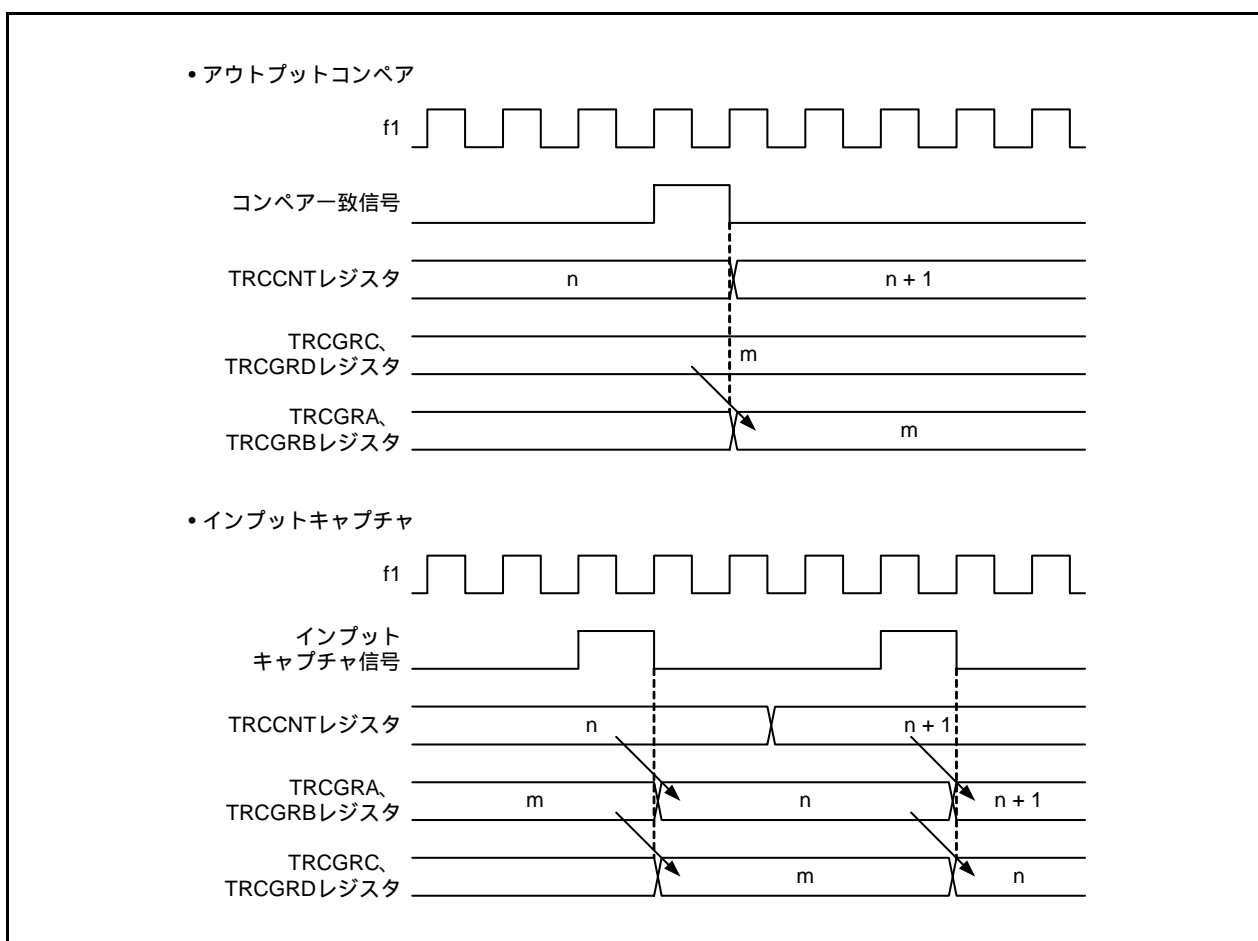 • アウトプットコンペア
f1
コンペア一致信号
TRCCNTレジスタ
n
n + 1
TRCGRC、
TRCGRDレジスタ
m
TRCGRA、
TRCGRBレジスタ
m
• インプットキャプチャ
f1
インプット
キャプチャ信号
TRCCNTレジスタ
n
n + 1
TRCGRA、
TRCGRBレジスタ
m
n
n + 1
TRCGRC、
TRCGRDレジスタ
m
n